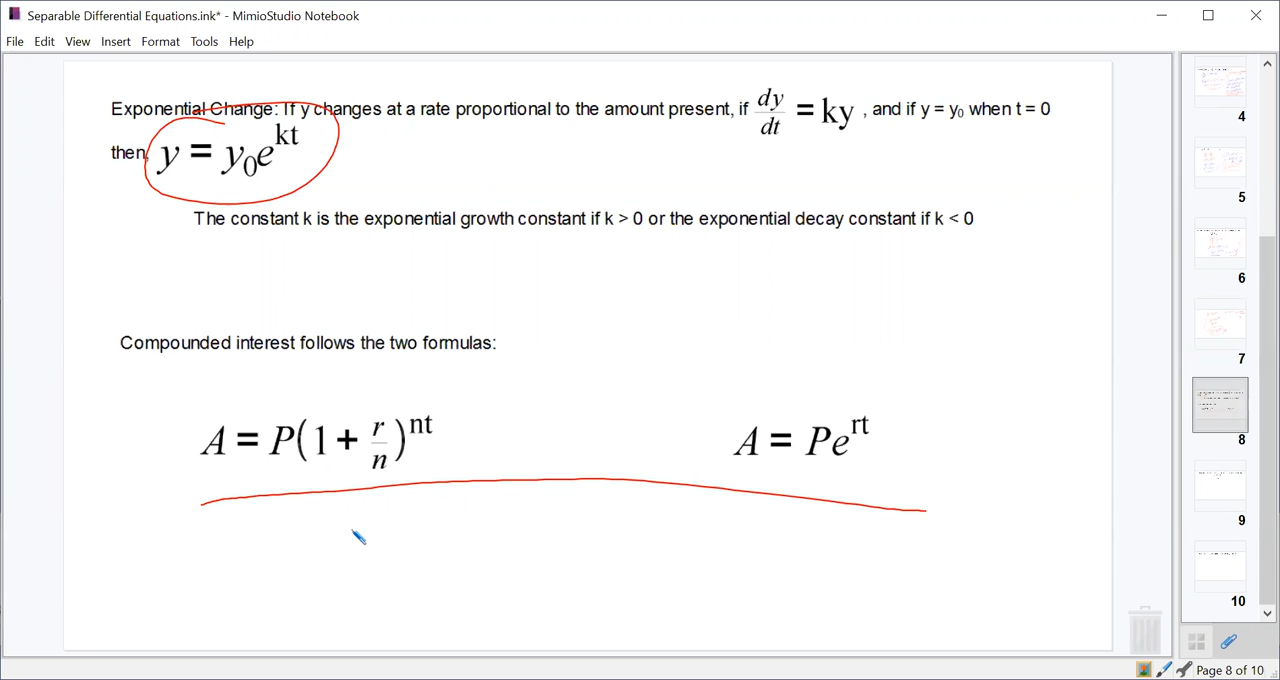 Separable Differential Equations.ink* - MimioStudio Notebook
File Edit View Insert Format Tools Help
Exponential Change: If y changes at a rate proportional to the amount present, if dy/dt = ky , and if y = y₀ when t = 0
then, y = y₀e^kt
The constant k is the exponential growth constant if k > 0 or the exponential decay constant if k < 0
Compounded interest follows the two formulas:
A = P(1 + r/n)^nt A = Pe^rt
4
5
6
7
8
9
10
Page 8 of 10